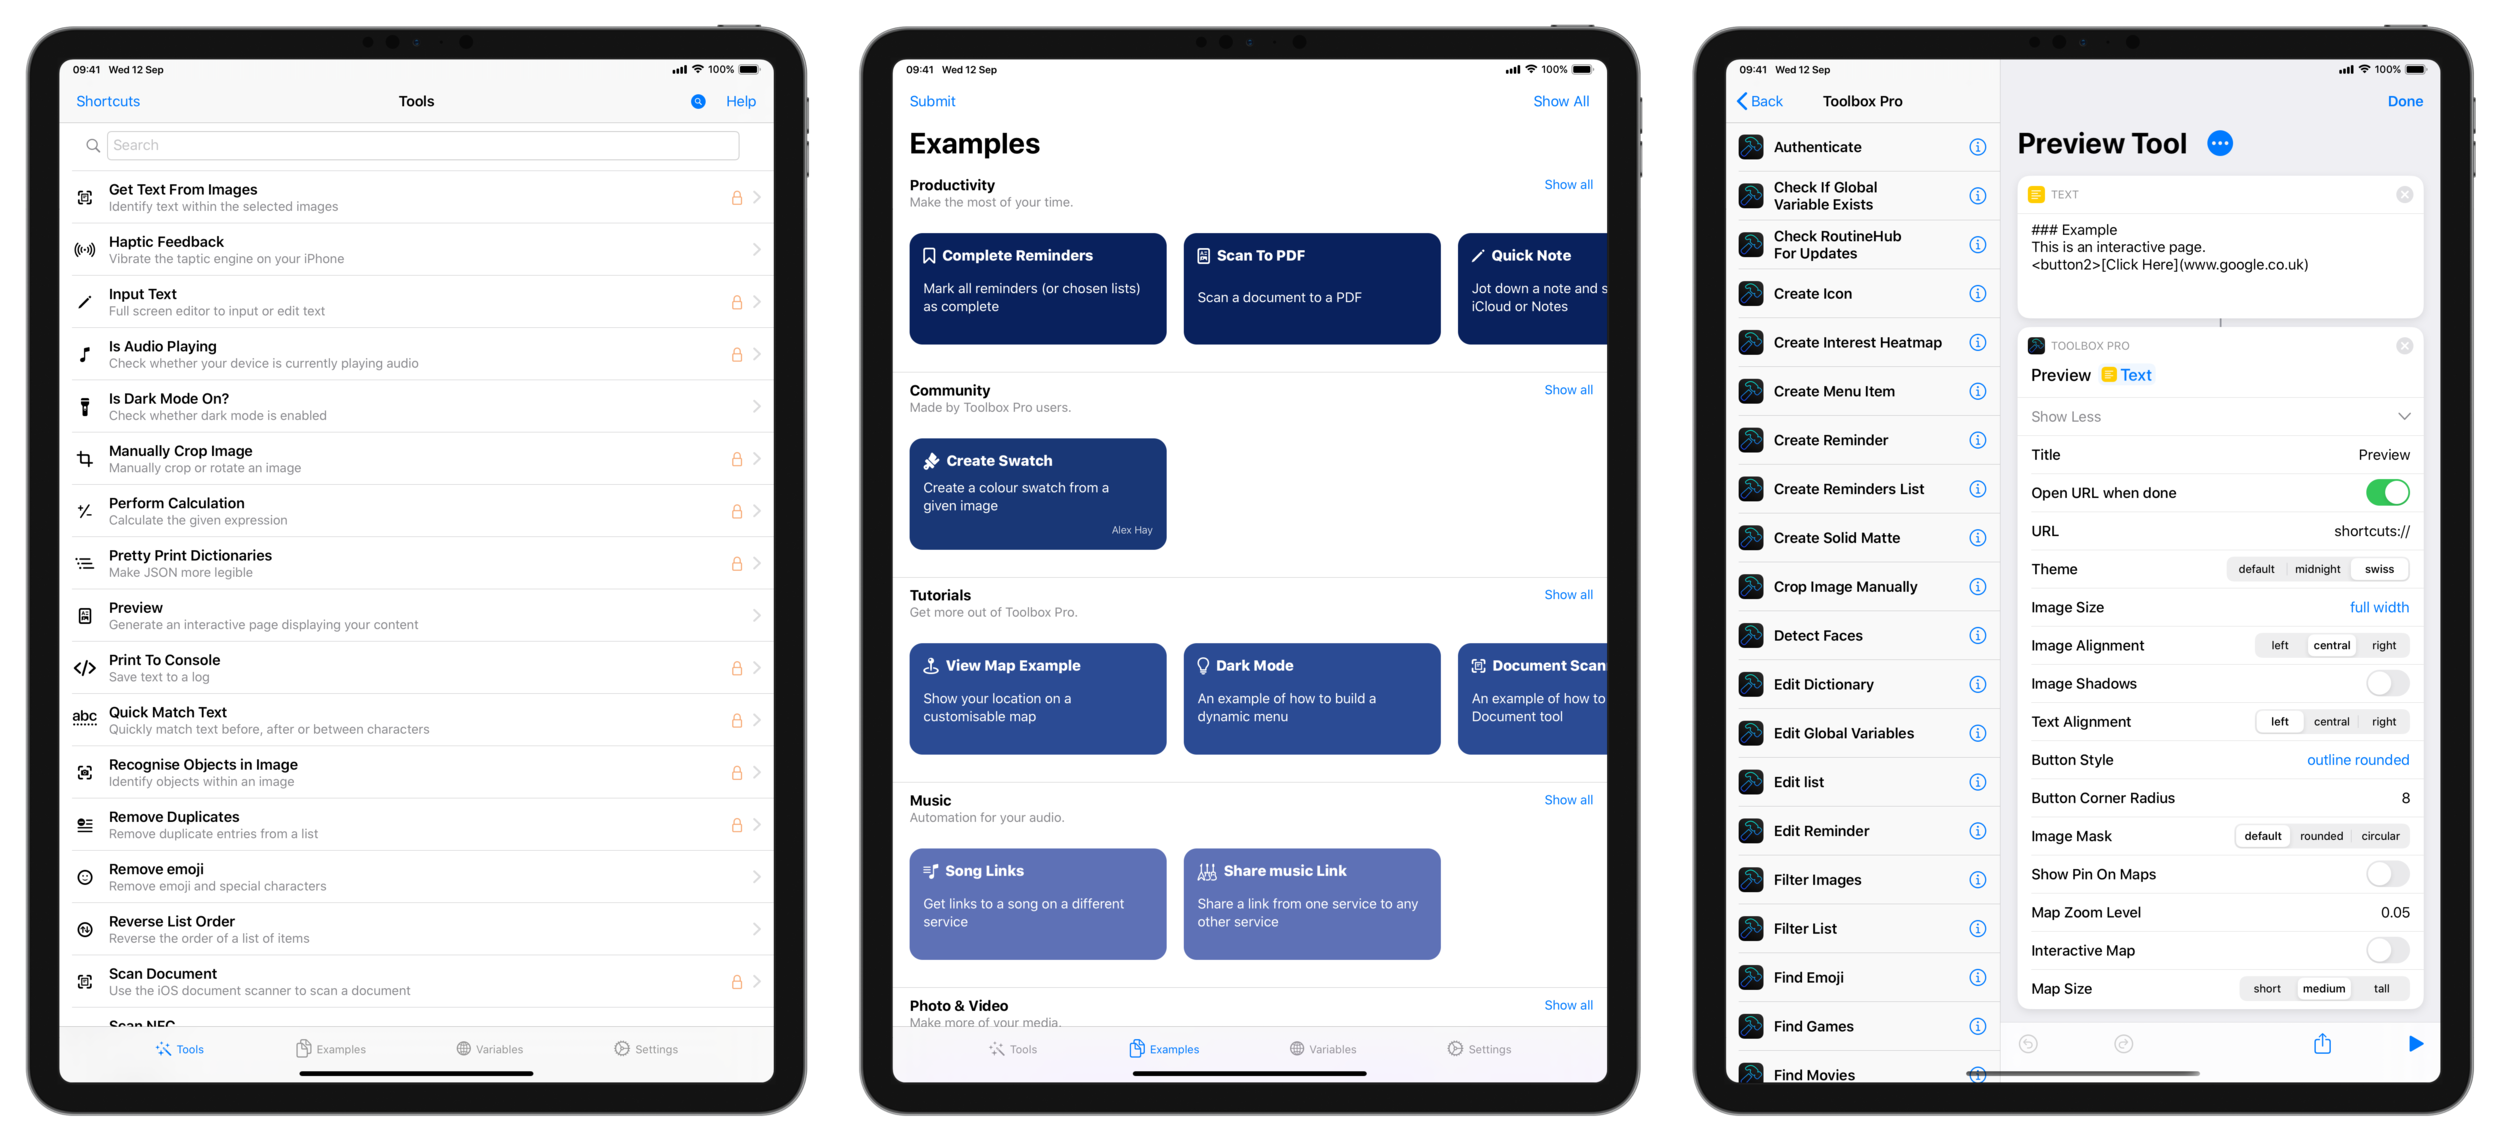 09:41 Wed 12 Sep
100%
Shortcuts
Tools
Help
Search
Get Text From Images
Identify text within the selected images
Haptic Feedback
Vibrate the taptic engine on your iPhone
Input Text
Full screen editor to input or edit text
Is Audio Playing
Check whether your device is currently playing audio
Is Dark Mode On?
Check whether dark mode is enabled
Manually Crop Image
Manually crop or rotate an image
Perform Calculation
Calculate the given expression
Pretty Print Dictionaries
Make JSON more legible
Preview
Generate an interactive page displaying your content
Print To Console
Save text to a log
abc
Quick Match Text
Quickly match text before, after or between characters
Recognise Objects in Image
Identify objects within an image
Remove Duplicates
Remove duplicate entries from a list
Remove emoji
Remove emoji and special characters
Reverse List Order
Reverse the order of a list of items
Scan Document
Use the iOS document scanner to scan a document
Scan NFC
Tools
Examples
Variables
Settings
09:41 Wed 12 Sep
100%
Submit
Show All
Examples
Productivity
Show all
Make the most of your time.
Complete Reminders
Mark all reminders (or chosen lists)
as complete
Scan To PDF
Scan a document to a PDF
Quick Note
Jot down a note and s
iCloud or Notes
Community
Show all
Made by Toolbox Pro users.
Create Swatch
Create a colour swatch from a
given image
Alex Hay
Tutorials
Show all
Get more out of Toolbox Pro.
View Map Example
Show your location on a
customisable map
Dark Mode
An example of how to build a
dynamic menu
Document Scan
An example of how to
Document tool
Music
Show all
Automation for your audio.
Song Links
Get links to a song on a different
service
Share music Link
Share a link from one service to any
other service
Photo & Video
Show all
Make more of your media.
Tools
Examples
Variables
Settings
09:41 Wed 12 Sep
100%
Back
Toolbox Pro
Authenticate
Check If Global
Variable Exists
Check RoutineHub
For Updates
Create Icon
Create Interest Heatmap
Create Menu Item
Create Reminder
Create Reminders List
Create Solid Matte
Crop Image Manually
Detect Faces
Edit Dictionary
Edit Global Variables
Edit list
Edit Reminder
Filter Images
Filter List
Find Emoji
Find Games
Find Movies
Done
Preview Tool
TEXT
### Example
This is an interactive page.
<button2>[Click Here](www.google.co.uk)
TOOLBOX PRO
Preview Text
Show Less
Title Preview
Open URL when done
URL shortcuts://
Theme default midnight swiss
Image Size full width
Image Alignment left central right
Image Shadows
Text Alignment left central right
Button Style outline rounded
Button Corner Radius 8
Image Mask default rounded circular
Show Pin On Maps
Map Zoom Level 0.05
Interactive Map
Map Size short medium tall